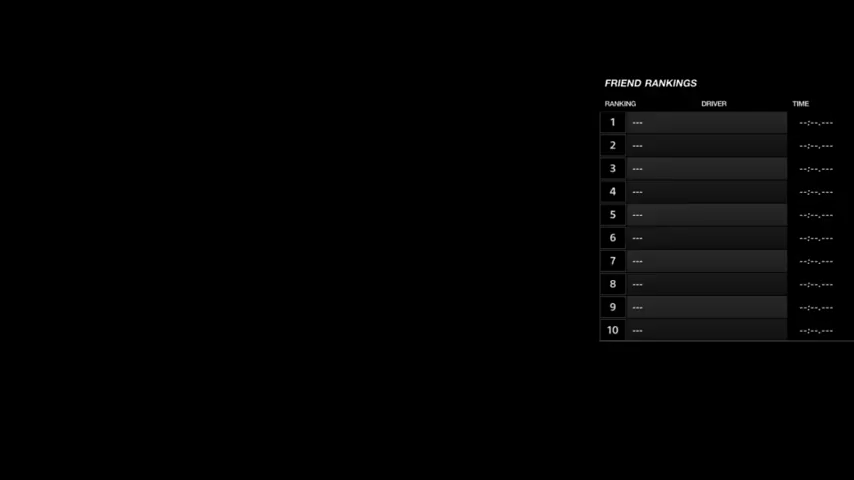 FRIEND RANKINGS
RANKING DRIVER TIME
1 --- --:--.---
2 --- --:--.---
3 --- --:--.---
4 --- --:--.---
5 --- --:--.---
6 --- --:--.---
7 --- --:--.---
8 --- --:--.---
9 --- --:--.---
10 --- --:--.---